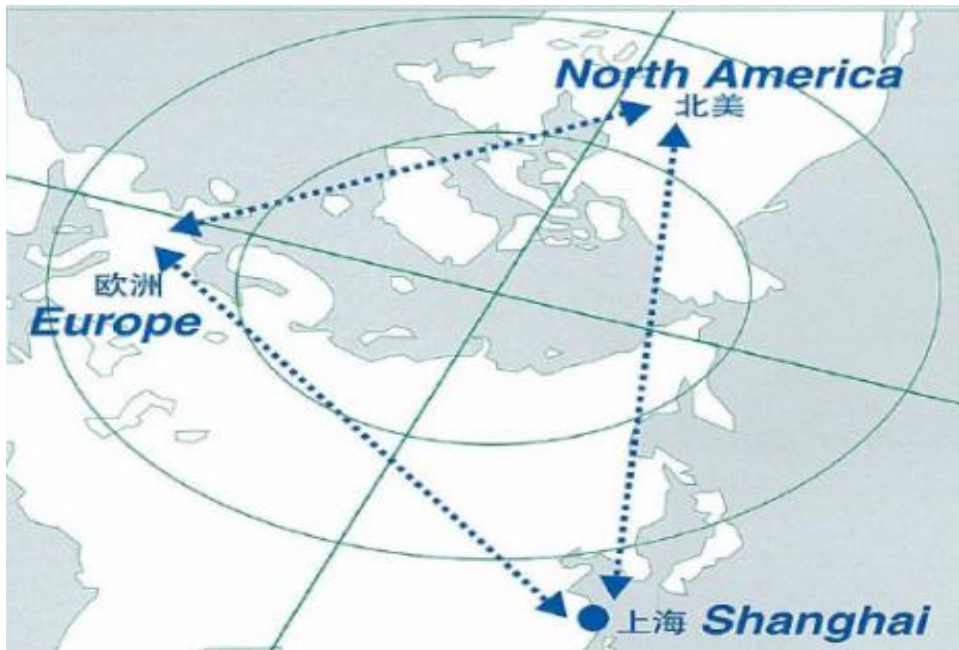 North America
北美
欧洲
Europe
上海 Shanghai